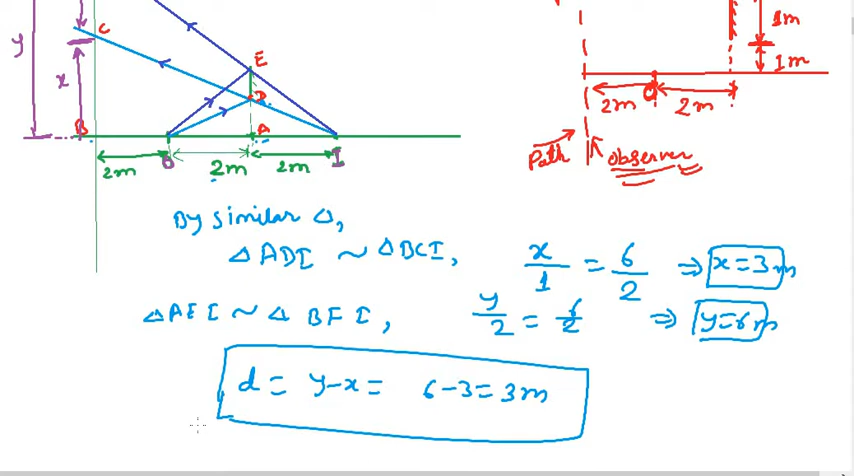 y
C
x
B
E
D
A
I
O
2m
2m
2m
1m
1m
2m
O
2m
Path
observer
By similar Δ,
Δ ADI ~ Δ BCI, x/1 = 6/2 ⇒ x = 3m
Δ AEI ~ Δ BFI, y/2 = 6/2 ⇒ y = 6m
d = y-x = 6-3 = 3m